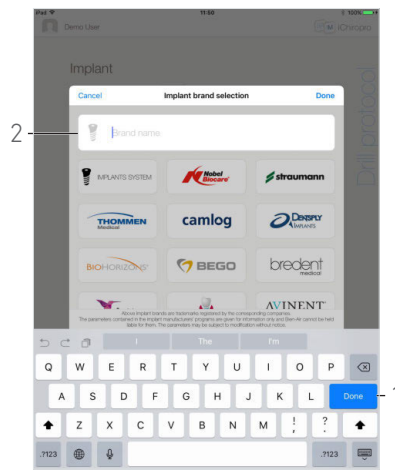 iPad 11:50 100%
Demo User iChiropro
Implant
Drill protocol
Cancel Implant brand selection Done
2
Brand name
IMPLANTS SYSTEM Nobel Biocare straumann
THOMMEN Medical camlog DENTSPLY IMPLANTS
BIOHORIZONS BEGO bredent medical
AVINENT
Above Implant brands are trademarks registered by the corresponding companies.
The parameters contained in the implant manufacturers' programs are given for information only and Bien-Air cannot be held
liable for them. The parameters may be subject to modification without notice.
I The I'm
Q W E R T Y U I O P
A S D F G H J K L Done
1
Z X C V B N M ! , ? .
.?123 .?123